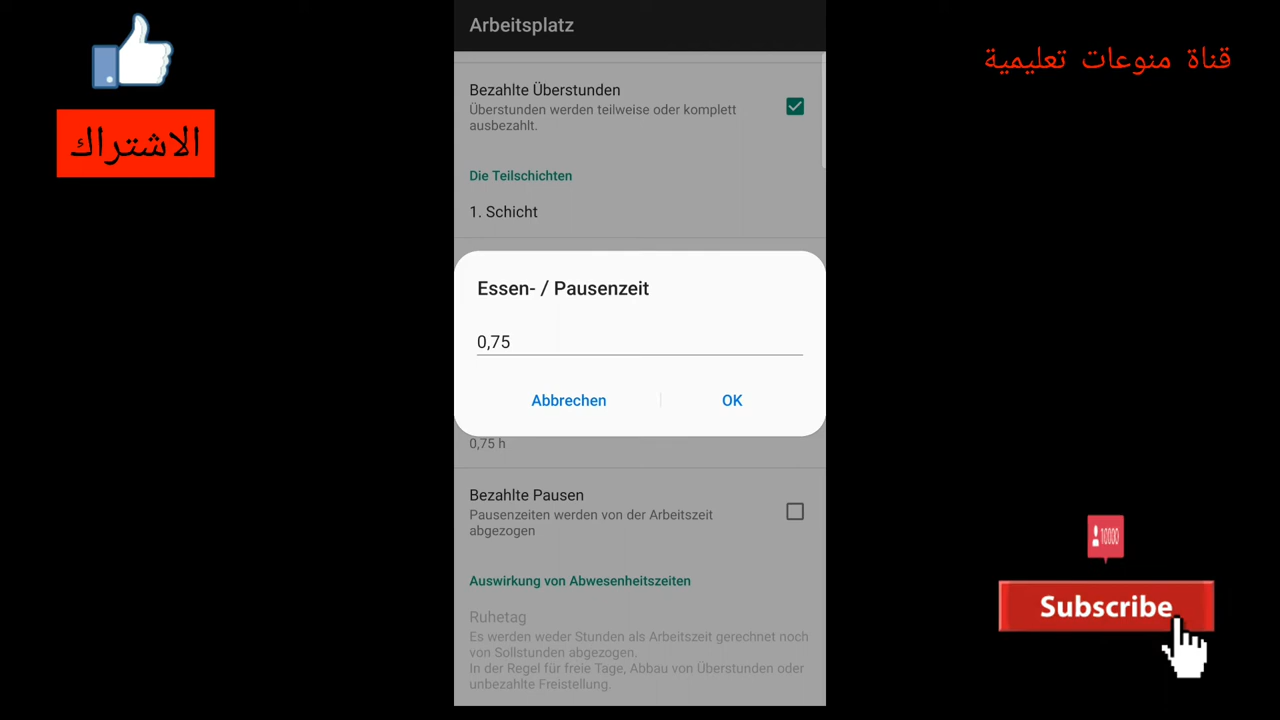 Arbeitsplatz
قناة منوعات تعليمية
الاشتراك
Bezahlte Überstunden
Überstunden werden teilweise oder komplett
ausbezahlt.
Die Teilschichten
1. Schicht
Essen- / Pausenzeit
0,75
Abbrechen
OK
0,75 h
Bezahlte Pausen
Pausenzeiten werden von der Arbeitszeit
abgezogen
Auswirkung von Abwesenheitszeiten
Ruhetag
Es werden weder Stunden als Arbeitszeit gerechnet noch
von Sollstunden abgezogen.
In der Regel für freie Tage, Abbau von Überstunden oder
unbezahlte Freistellung.
10000
Subscribe